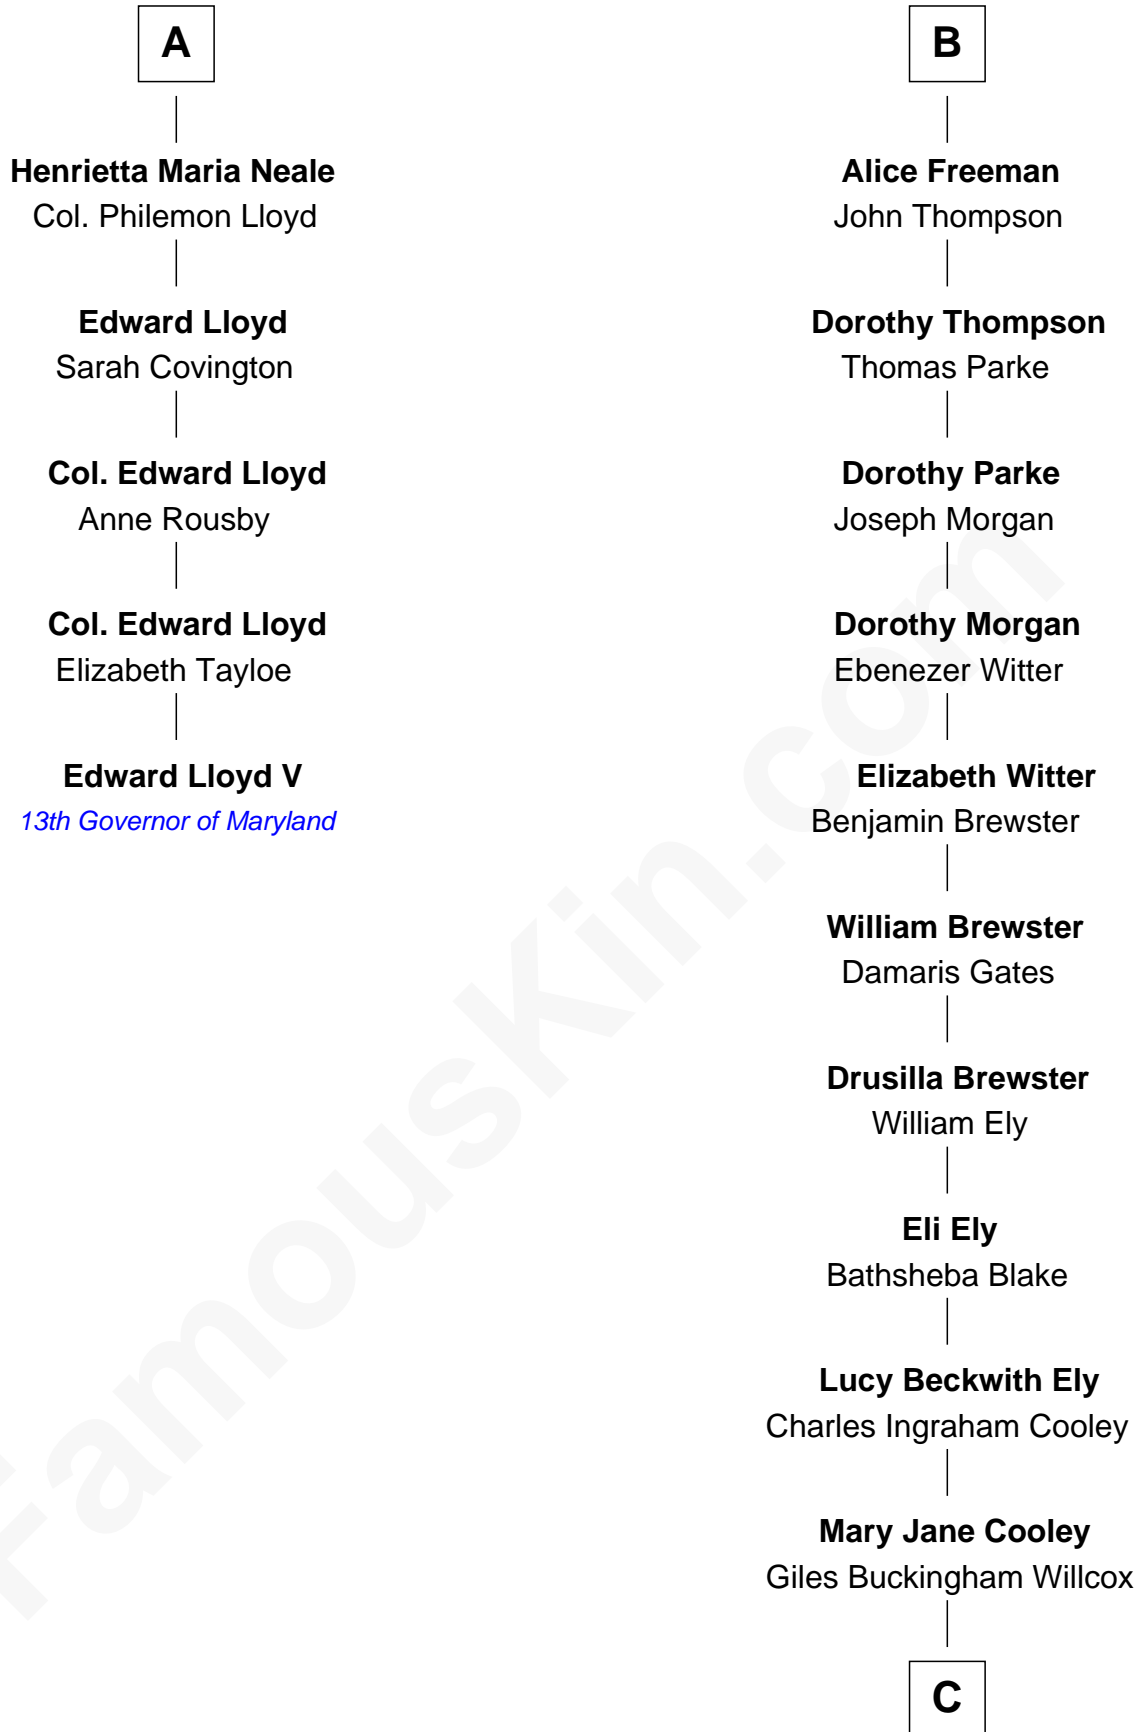 A
Henrietta Maria Neale
Col. Philemon Lloyd
Edward Lloyd
Sarah Covington
Col. Edward Lloyd
Anne Rousby
Col. Edward Lloyd
Elizabeth Tayloe
Edward Lloyd V
13th Governor of Maryland
B
Alice Freeman
John Thompson
Dorothy Thompson
Thomas Parke
Dorothy Parke
Joseph Morgan
Dorothy Morgan
Ebenezer Witter
Elizabeth Witter
Benjamin Brewster
William Brewster
Damaris Gates
Drusilla Brewster
William Ely
Eli Ely
Bathsheba Blake
Lucy Beckwith Ely
Charles Ingraham Cooley
Mary Jane Cooley
Giles Buckingham Willcox
C
FamousKin.com